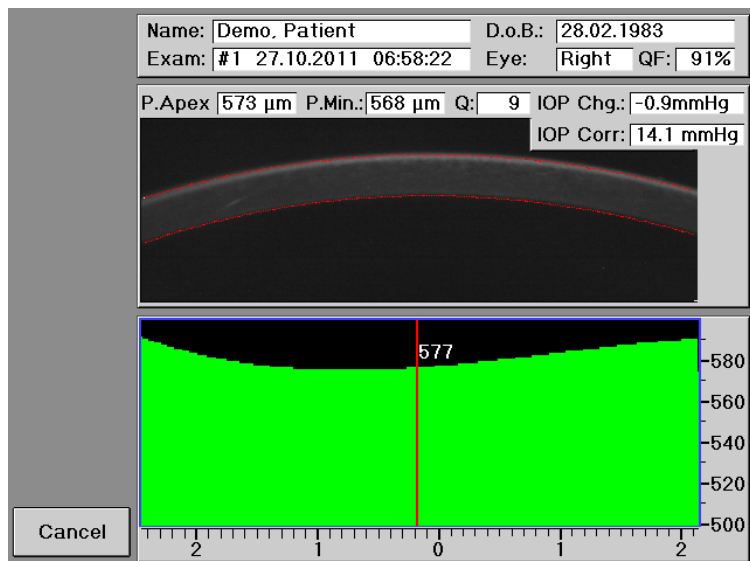 Name: Demo, Patient D.o.B.: 28.02.1983
Exam: #1 27.10.2011 06:58:22 Eye: Right QF: 91%
P.Apex 573 µm P.Min.: 568 µm Q: 9 IOP Chg.: -0.9mmHg
IOP Corr: 14.1 mmHg
577
580
560
540
520
500
2 1 0 1 2
Cancel